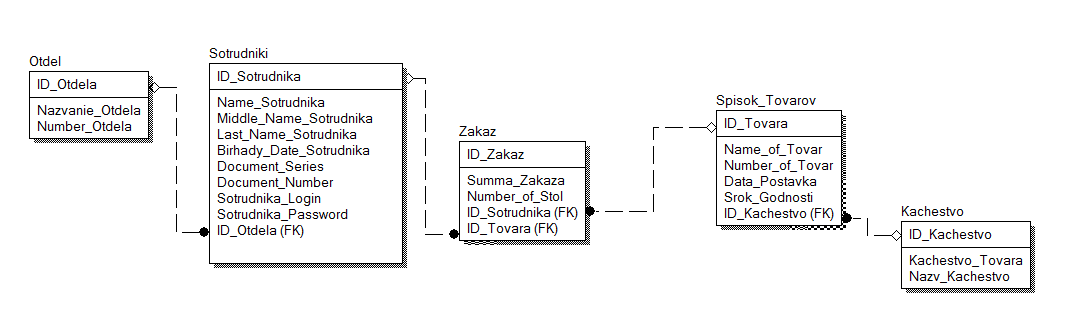 Otdel
ID_Otdela
Nazvanie_Otdela
Number_Otdela
Sotrudniki
ID_Sotrudnika
Name_Sotrudnika
Middle_Name_Sotrudnika
Last_Name_Sotrudnika
Birhady_Date_Sotrudnika
Document_Series
Document_Number
Sotrudnika_Login
Sotrudnika_Password
ID_Otdela (FK)
Zakaz
ID_Zakaz
Summa_Zakaza
Number_of_Stol
ID_Sotrudnika (FK)
ID_Tovara (FK)
Spisok_Tovarov
ID_Tovara
Name_of_Tovar
Number_of_Tovar
Data_Postavka
Srok_Godnosti
ID_Kachestvo (FK)
Kachestvo
ID_Kachestvo
Kachestvo_Tovara
Nazv_Kachestvo